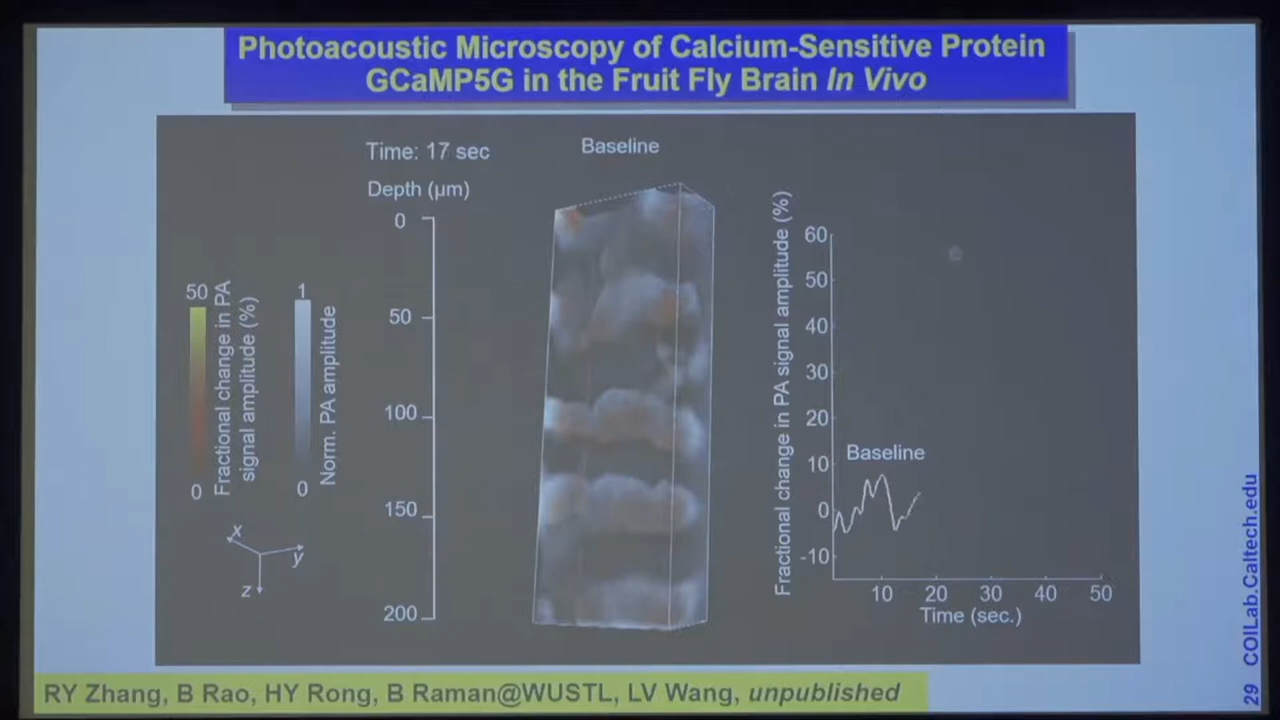 Photoacoustic Microscopy of Calcium-Sensitive Protein
GCaMP5G in the Fruit Fly Brain In Vivo
Time: 17 sec
Baseline
Depth (µm)
0
50
100
150
200
50
0
Fractional change in PA
signal amplitude (%)
1
0
Norm. PA amplitude
x
y
z
Fractional change in PA signal amplitude (%)
60
50
40
30
20
10
0
-10
Baseline
10 20 30 40 50
Time (sec.)
RY Zhang, B Rao, HY Rong, B Raman@WUSTL, LV Wang, unpublished
29 COILab.Caltech.edu